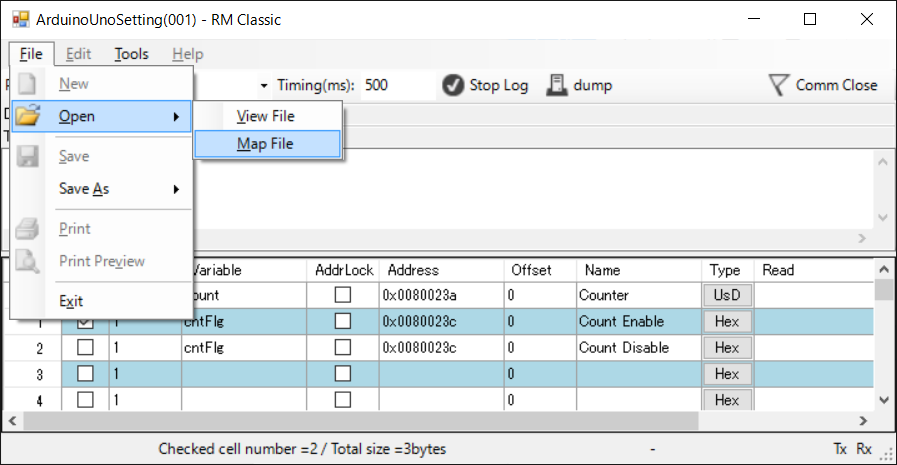 ArduinoUnoSetting(001) - RM Classic
File Edit Tools Help
Timing(ms): 500 Stop Log dump Comm Close
New
Open
View File
Map File
Save
Save As
Print
Print Preview
Exit
Variable AddrLock Address Offset Name Type Read
count 0x0080023a 0 Counter UsD
1 1 cntFlg 0x0080023c 0 Count Enable Hex
2 1 cntFlg 0x0080023c 0 Count Disable Hex
3 1 0 Hex
4 1 0 Hex
Checked cell number =2 / Total size =3bytes - Tx Rx